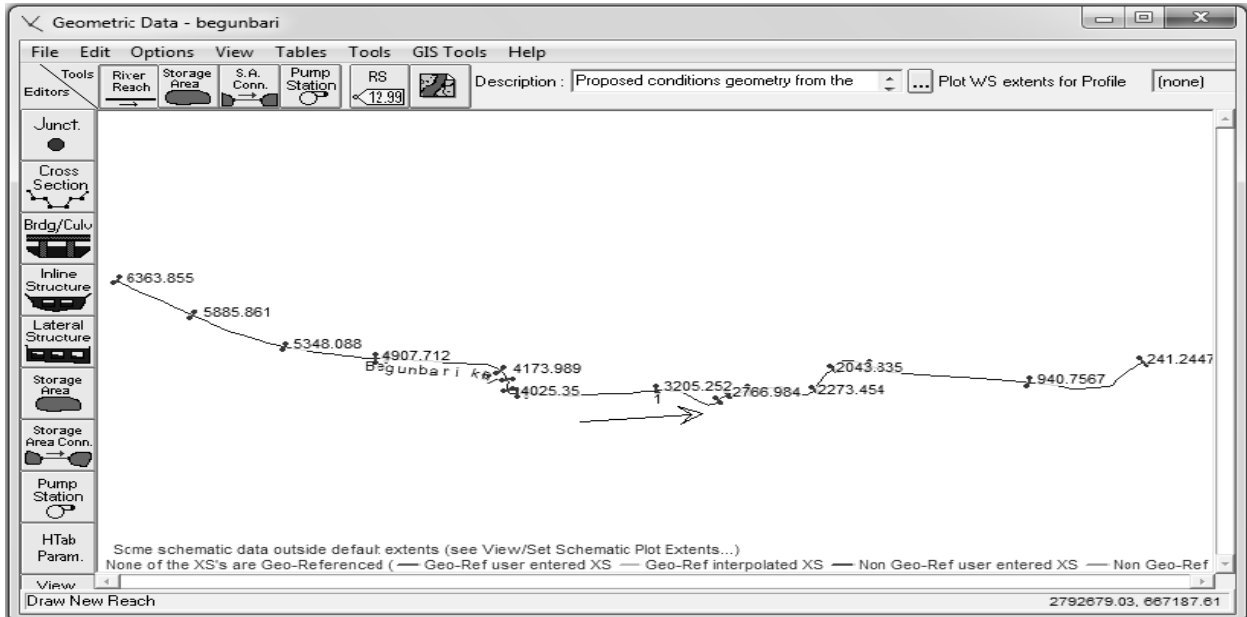 Geometric Data - begunbari
File Edit Options View Tables Tools GIS Tools Help
Tools
Editors
River
Reach
Storage
Area
S.A.
Conn.
Pump
Station
RS
12.99
Description : Proposed conditions geometry from the ... Plot WS extents for Profile (none)
Junct.
Cross
Section
Brdg/Culv
Inline
Structure
Lateral
Structure
Storage
Area
Storage
Area Conn.
Pump
Station
HTab
Param.
View
6363.855
5885.861
5348.088
4907.712
Begunbari
4173.989
4025.35
3205.252
1
2766.984
2273.454
2043.835
940.7567
241.2447
Some schematic data outside default extents (see View/Set Schematic Plot Extents...)
None of the XS's are Geo-Referenced ( — Geo-Ref user entered XS — Geo-Ref interpolated XS — Non Geo-Ref user entered XS — Non Geo-Ref
Draw New Reach 2792679.03, 667187.61